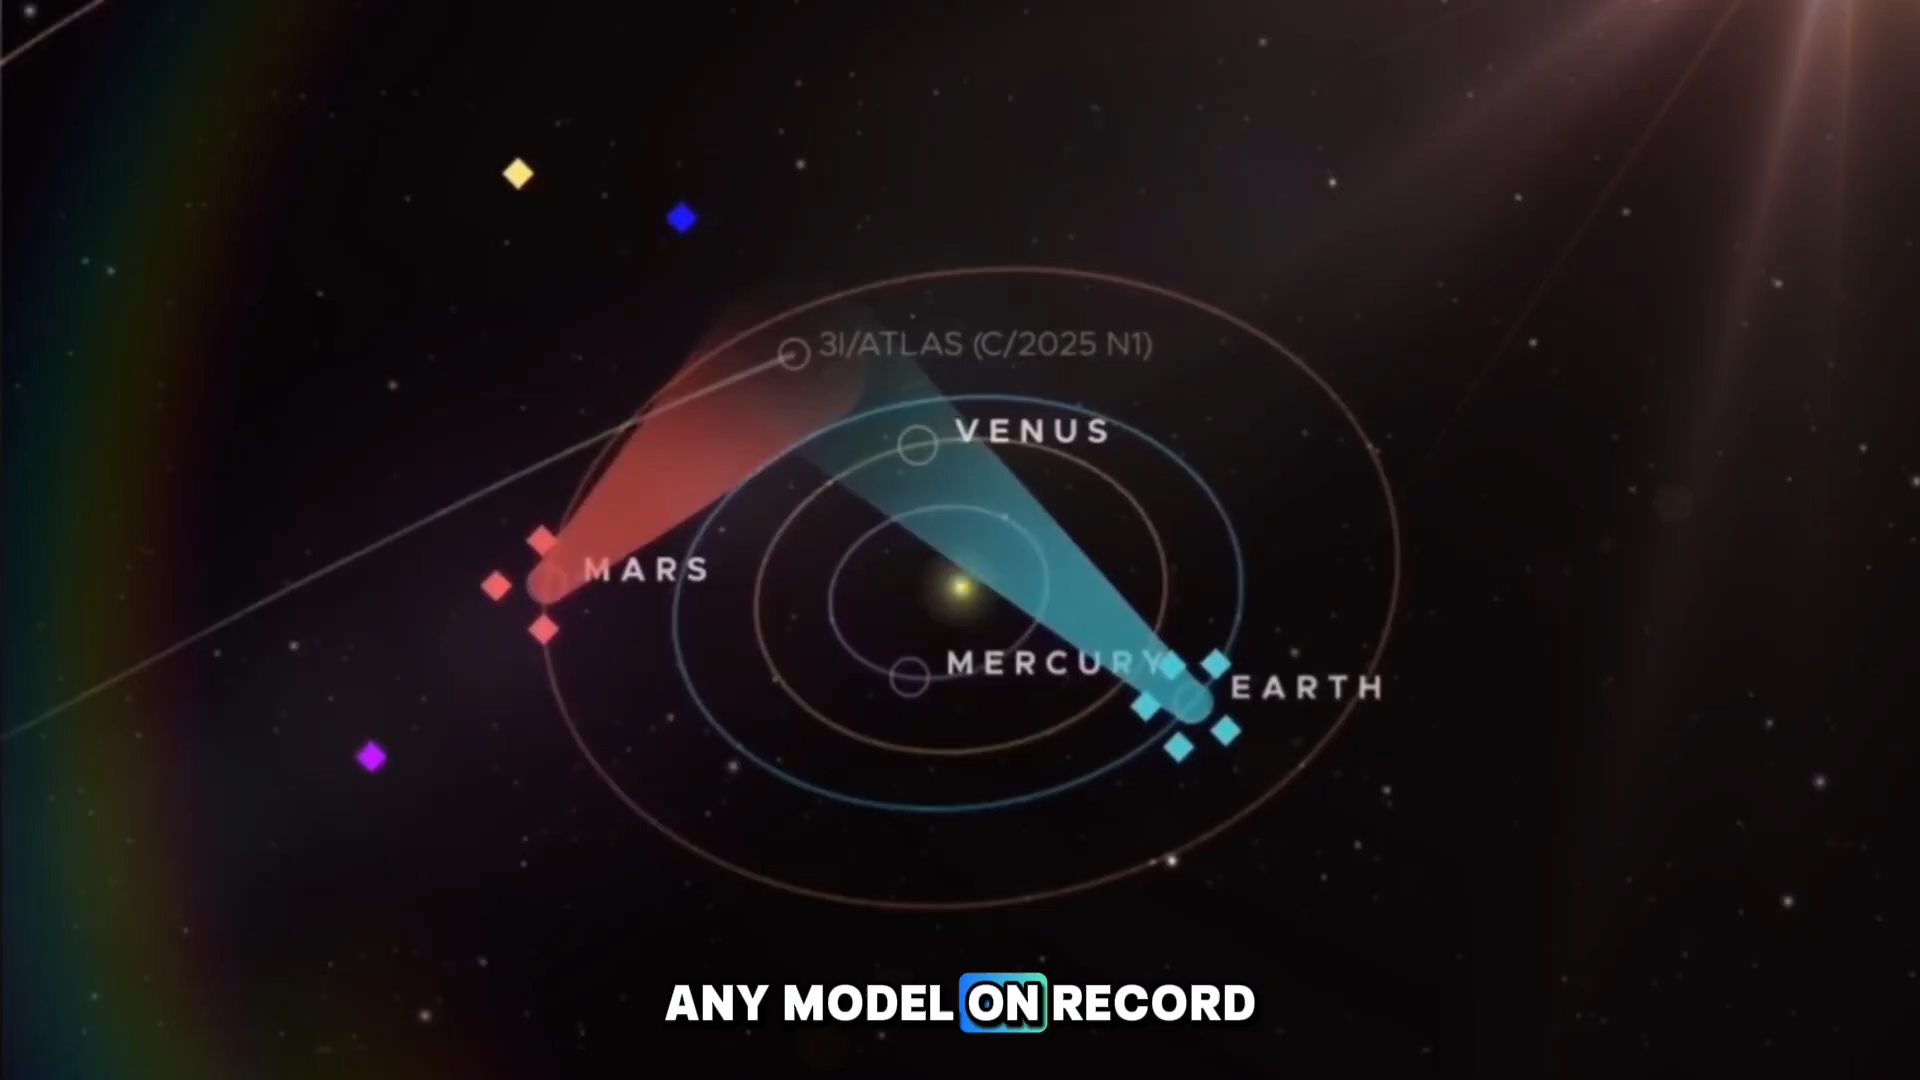 3I/ATLAS (C/2025 N1)
VENUS
MARS
MERCURY
EARTH
ANY MODEL ON RECORD